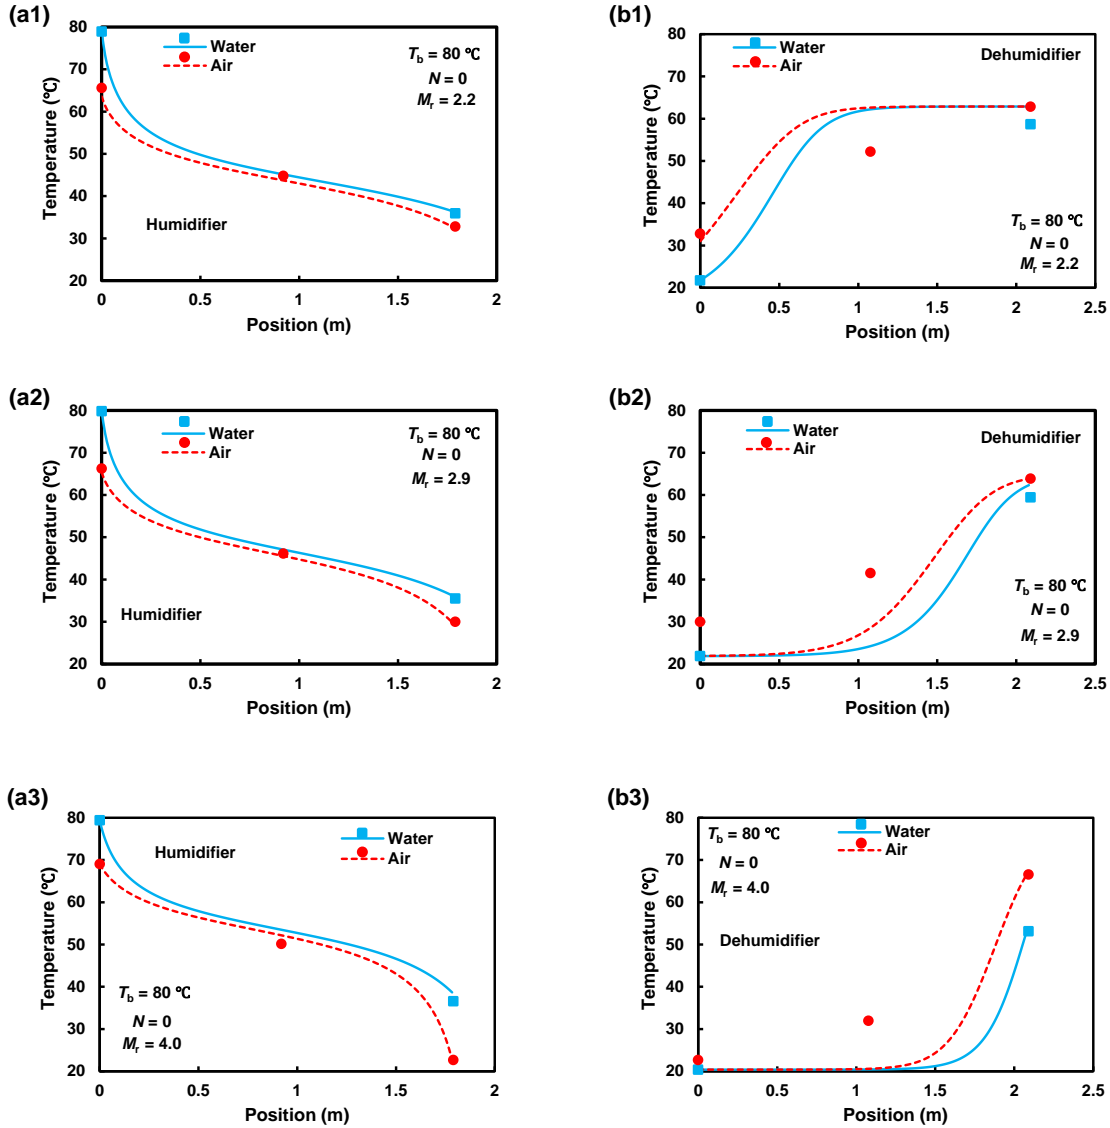 (a1)
80
70
60
50
40
30
20
0
0.5
1
1.5
2
Temperature (℃)
Position (m)
Water
Air
Tb = 80 ℃
N = 0
Mr = 2.2
Humidifier
(b1)
80
70
60
50
40
30
20
0
0.5
1
1.5
2
2.5
Temperature (℃)
Position (m)
Water
Air
Dehumidifier
Tb = 80 ℃
N = 0
Mr = 2.2
(a2)
80
70
60
50
40
30
20
0
0.5
1
1.5
2
Temperature (℃)
Position (m)
Water
Air
Tb = 80 ℃
N = 0
Mr = 2.9
Humidifier
(b2)
80
70
60
50
40
30
20
0
0.5
1
1.5
2
2.5
Temperature (℃)
Position (m)
Water
Air
Dehumidifier
Tb = 80 ℃
N = 0
Mr = 2.9
(a3)
80
70
60
50
40
30
20
0
0.5
1
1.5
2
Temperature (℃)
Position (m)
Humidifier
Water
Air
Tb = 80 ℃
N = 0
Mr = 4.0
(b3)
80
70
60
50
40
30
20
0
0.5
1
1.5
2
2.5
Temperature (℃)
Position (m)
Tb = 80 ℃
N = 0
Mr = 4.0
Water
Air
Dehumidifier